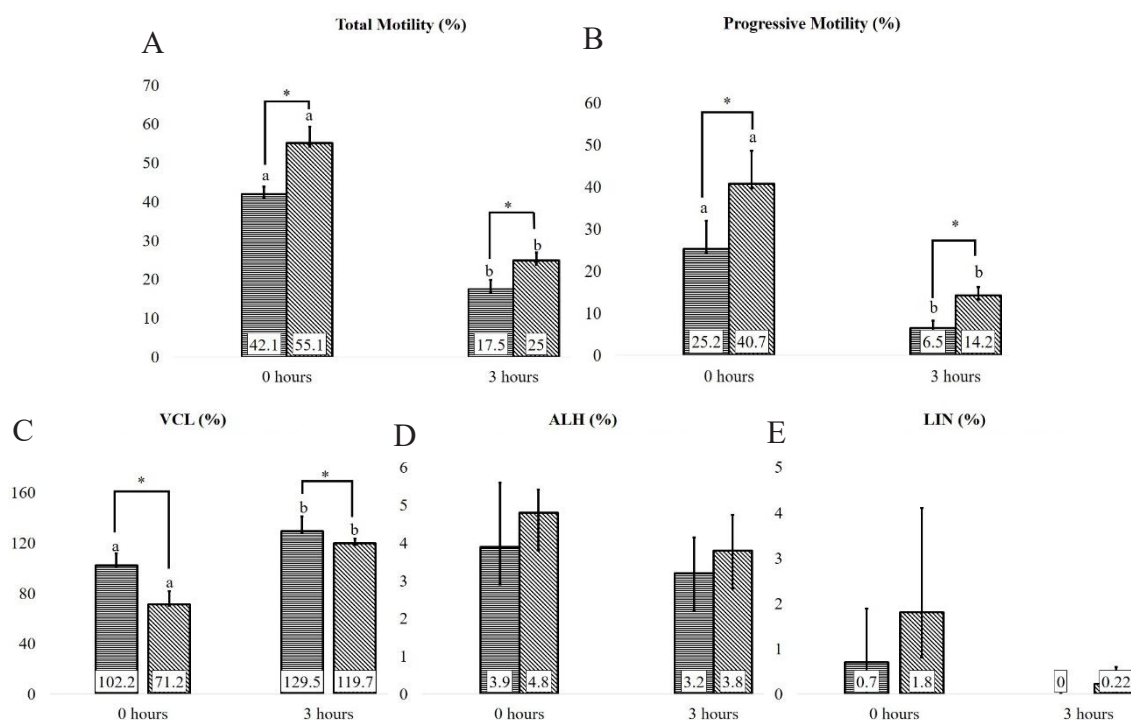 A
Total Motility (%)
70
60
50
40
30
20
10
0
*
a
a
*
b
b
42.1
55.1
17.5
25
0 hours
3 hours
B
Progressive Motility (%)
60
50
40
30
20
10
0
*
a
a
*
b
b
25.2
40.7
6.5
14.2
0 hours
3 hours
C
VCL (%)
160
120
80
40
0
*
a
a
*
b
b
102.2
71.2
129.5
119.7
0 hours
3 hours
D
ALH (%)
6
5
4
3
2
1
0
3.9
4.8
3.2
3.8
0 hours
3 hours
E
LIN (%)
5
4
3
2
1
0
0.7
1.8
0
0.22
0 hours
3 hours